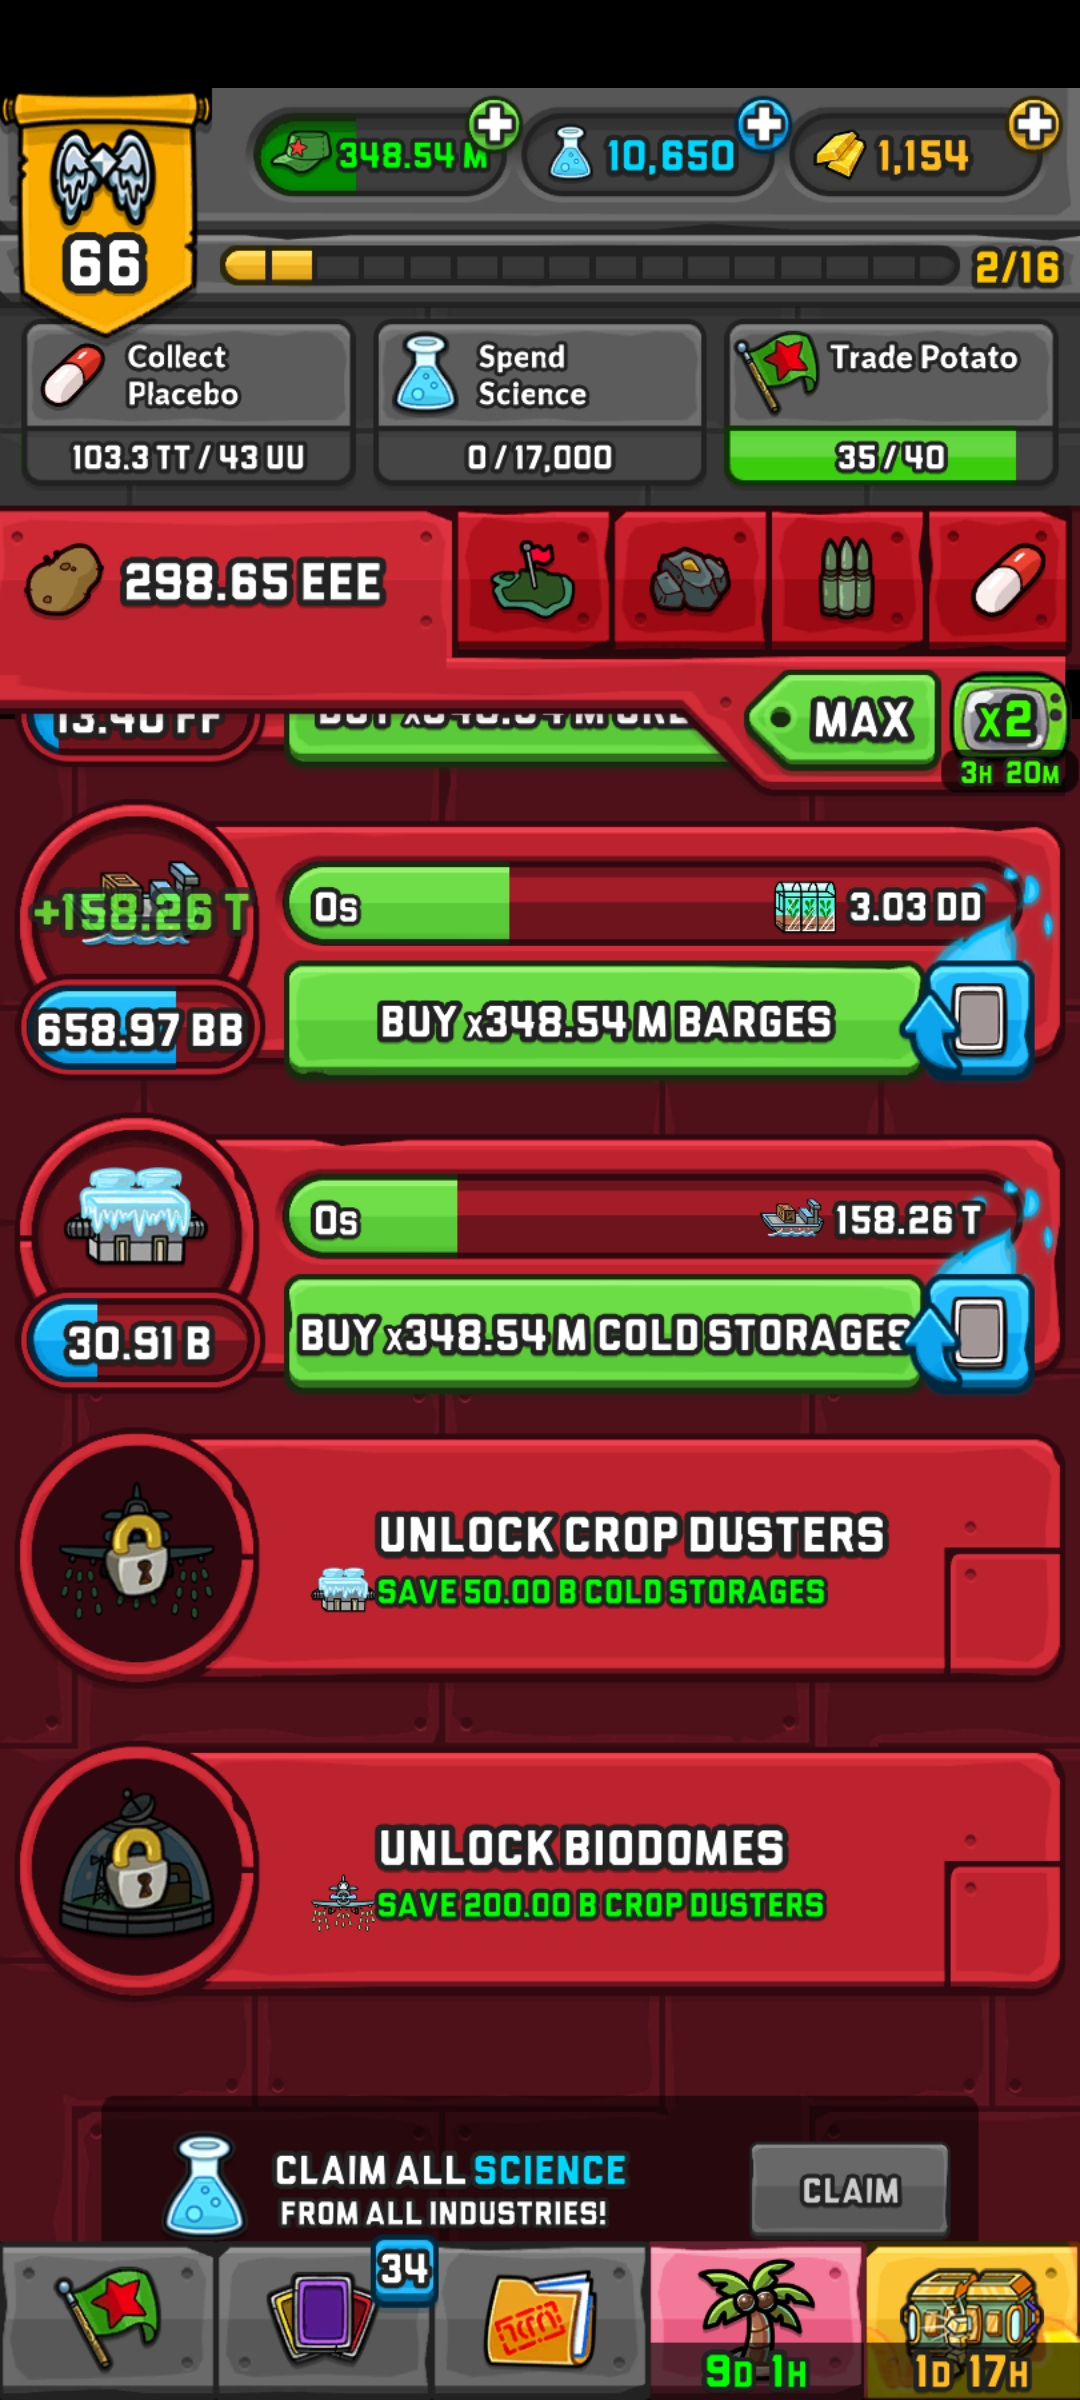 348.54 M
10,650
1,154
66
2/16
Collect
Placebo
103.3 TT / 43 UU
Spend
Science
0 / 17,000
Trade Potato
35 / 40
298.65 EEE
MAX
x2
3H 20M
+158.26 T
0s
3.03 DD
658.97 BB
BUY x348.54 M BARGES
0s
158.26 T
30.91 B
BUY x348.54 M COLD STORAGES
UNLOCK CROP DUSTERS
SAVE 50.00 B COLD STORAGES
UNLOCK BIODOMES
SAVE 200.00 B CROP DUSTERS
CLAIM ALL SCIENCE
FROM ALL INDUSTRIES!
CLAIM
34
9D 1H
1D 17H